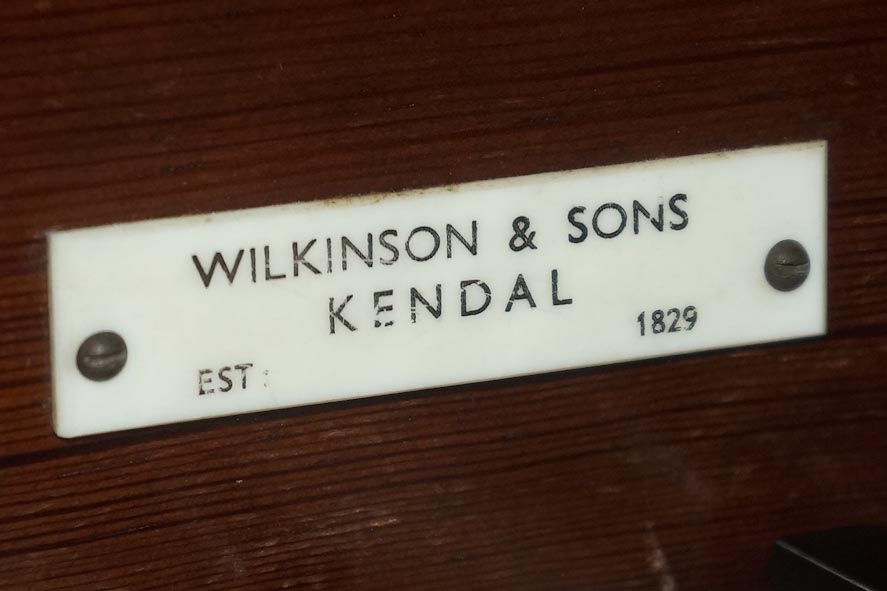 WILKINSON & SONS
KENDAL
EST: 1829